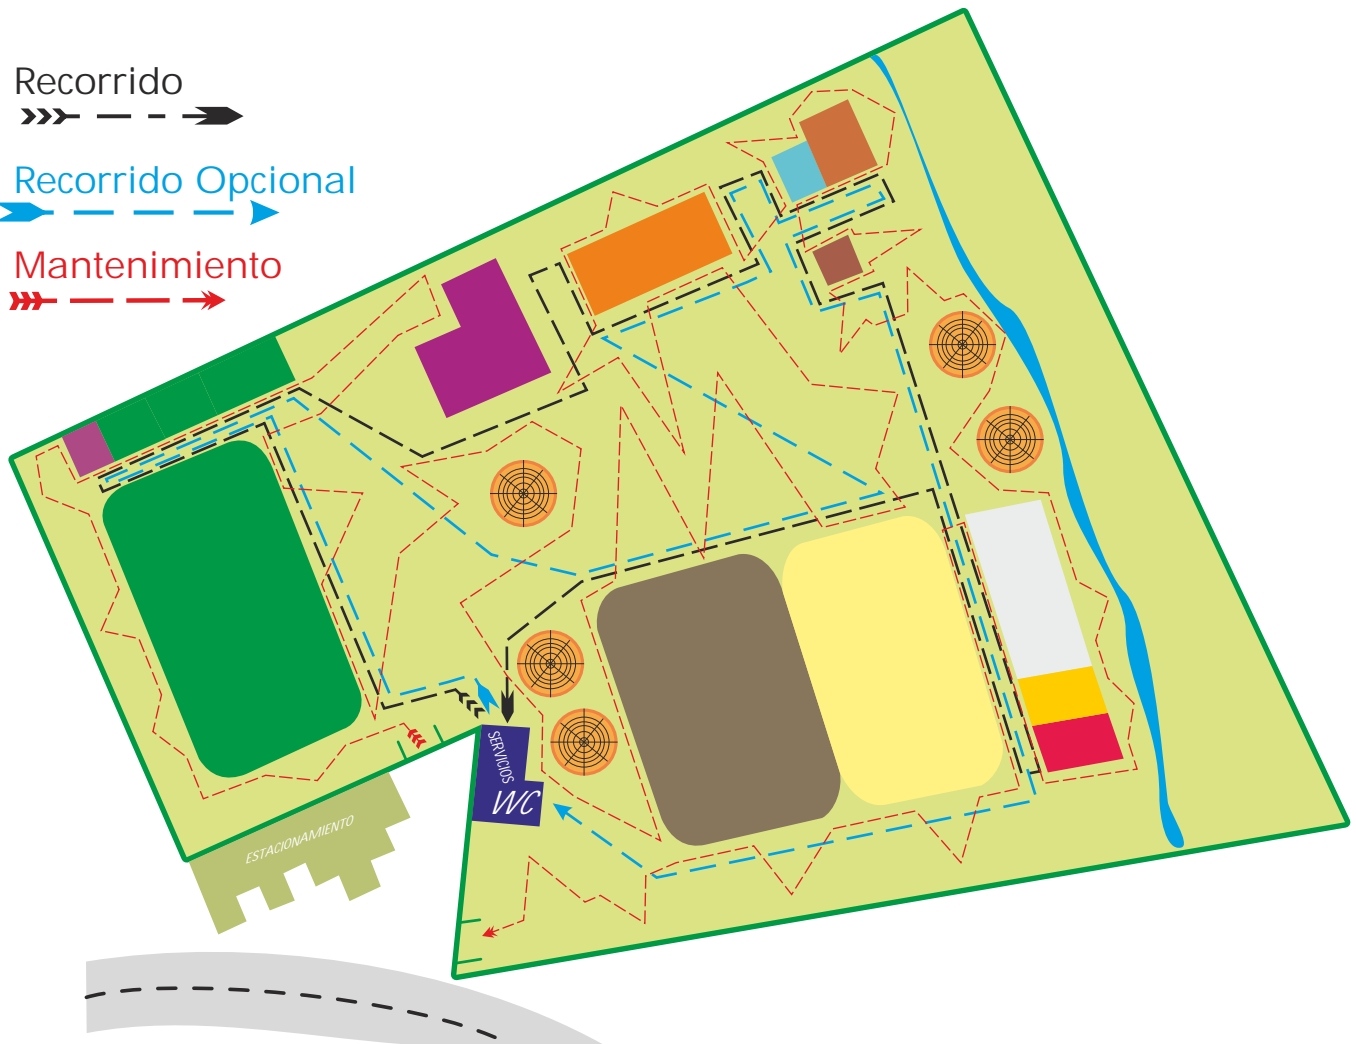 Recorrido
Recorrido Opcional
Mantenimiento
SERVICIOS
WC
ESTACIONAMIENTO